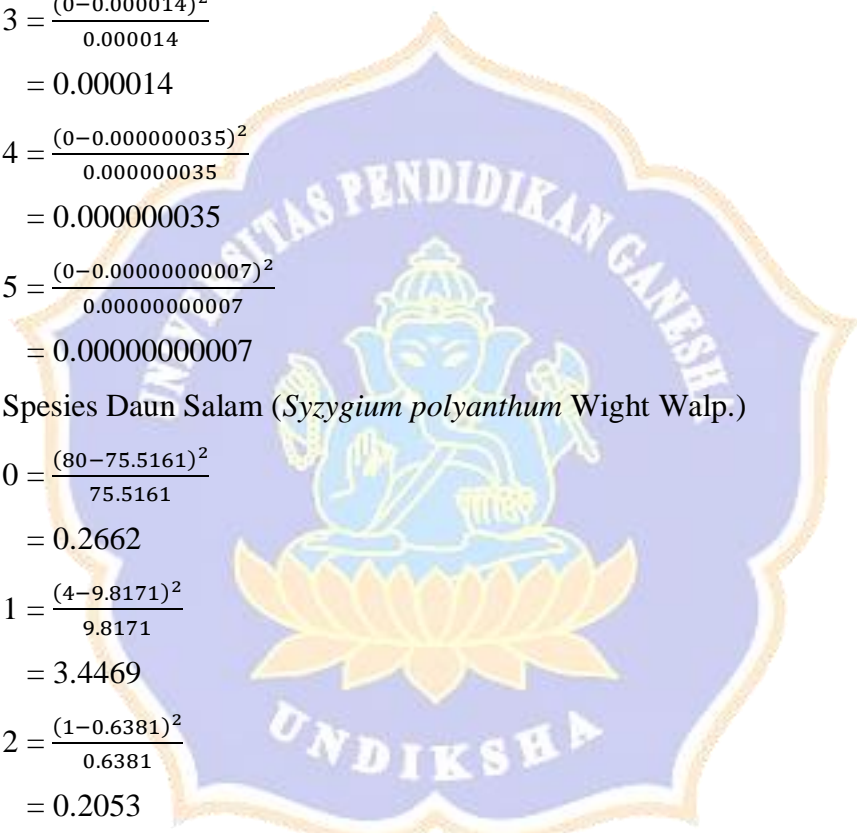 3 = (0−0.000014)² / 0.000014
= 0.000014
4 = (0−0.000000035)² / 0.000000035
= 0.000000035
5 = (0−0.00000000007)² / 0.00000000007
= 0.00000000007
Spesies Daun Salam (Syzygium polyanthum Wight Walp.)
0 = (80−75.5161)² / 75.5161
= 0.2662
1 = (4−9.8171)² / 9.8171
= 3.4469
2 = (1−0.6381)² / 0.6381
= 0.2053
UNIVERSITAS PENDIDIKAN GANESHA
UNDIKSHA